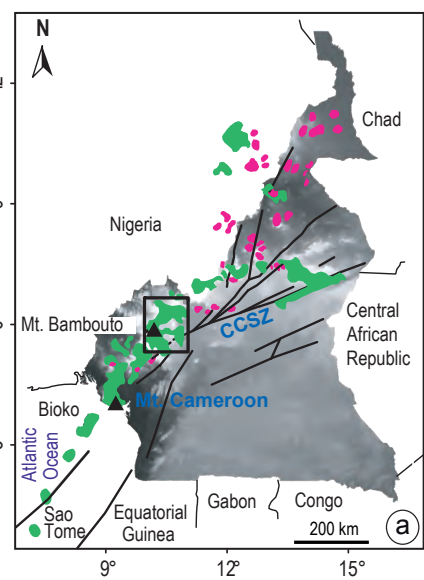 N
Chad
Nigeria
Mt. Bambouto
CCSZ
Central
African
Republic
Mt. Cameroon
Bioko
Atlantic
Ocean
Sao
Tome
Equatorial
Guinea
Gabon
Congo
200 km
a
9°
12°
15°